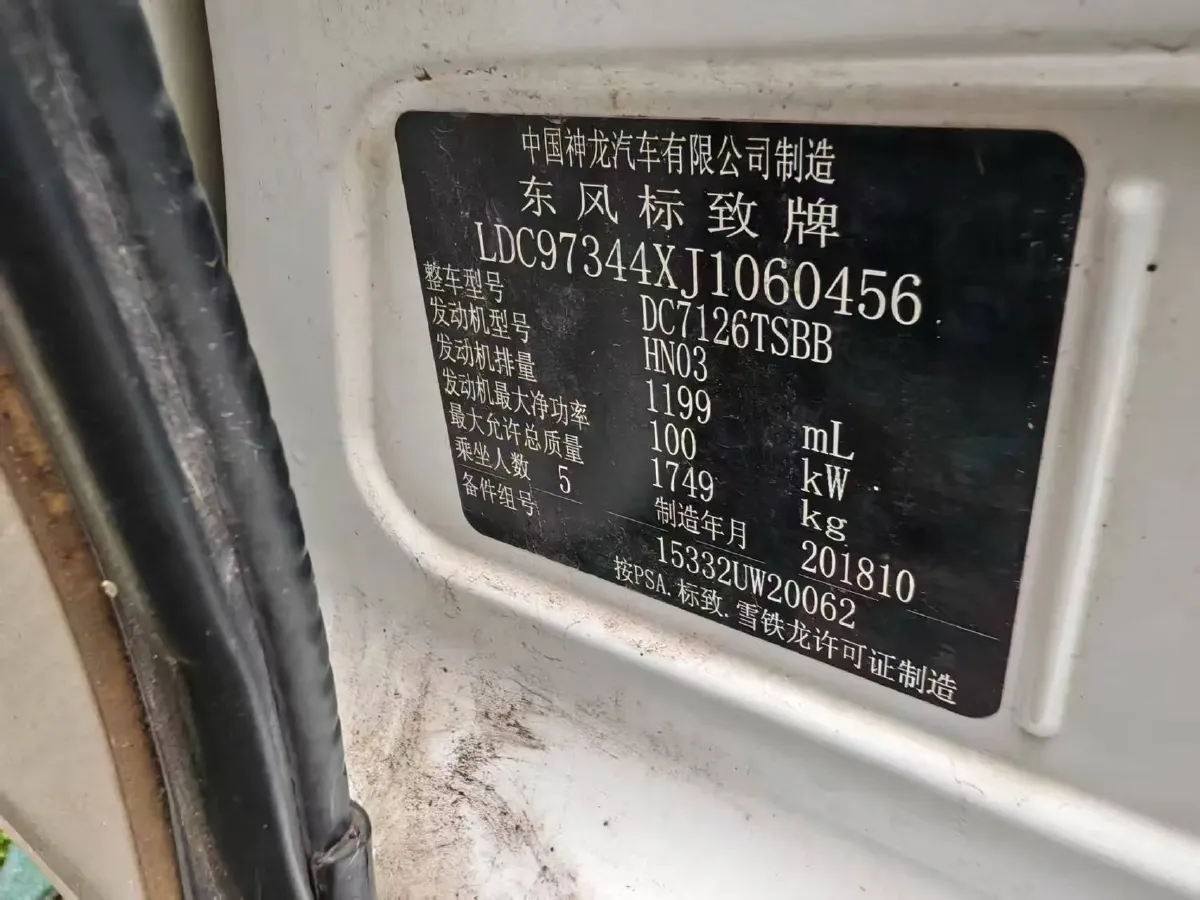 中国神龙汽车有限公司制造
东风标致牌
LDC97344XJ1060456
整车型号 DC7126TSBB
发动机型号 HN03
发动机排量 1199 mL
发动机最大净功率 100 kW
最大允许总质量 1749 kg
乘坐人数 5 制造年月 201810
备件组号 15332UW20062
按PSA.标致.雪铁龙许可证制造